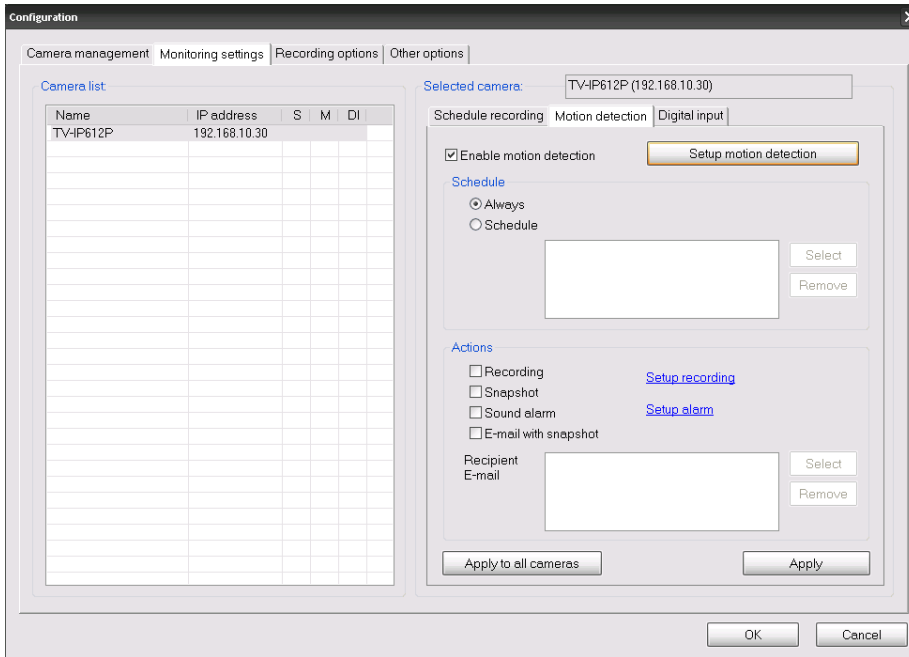 Configuration
Camera management Monitoring settings Recording options Other options
Camera list:
Name IP address S M DI
TV-IP612P 192.168.10.30
Selected camera: TV-IP612P (192.168.10.30)
Schedule recording Motion detection Digital input
Enable motion detection Setup motion detection
Schedule
Always
Schedule
Select
Remove
Actions
Recording
Setup recording
Snapshot
Sound alarm
Setup alarm
E-mail with snapshot
Recipient
E-mail
Select
Remove
Apply to all cameras Apply
OK Cancel